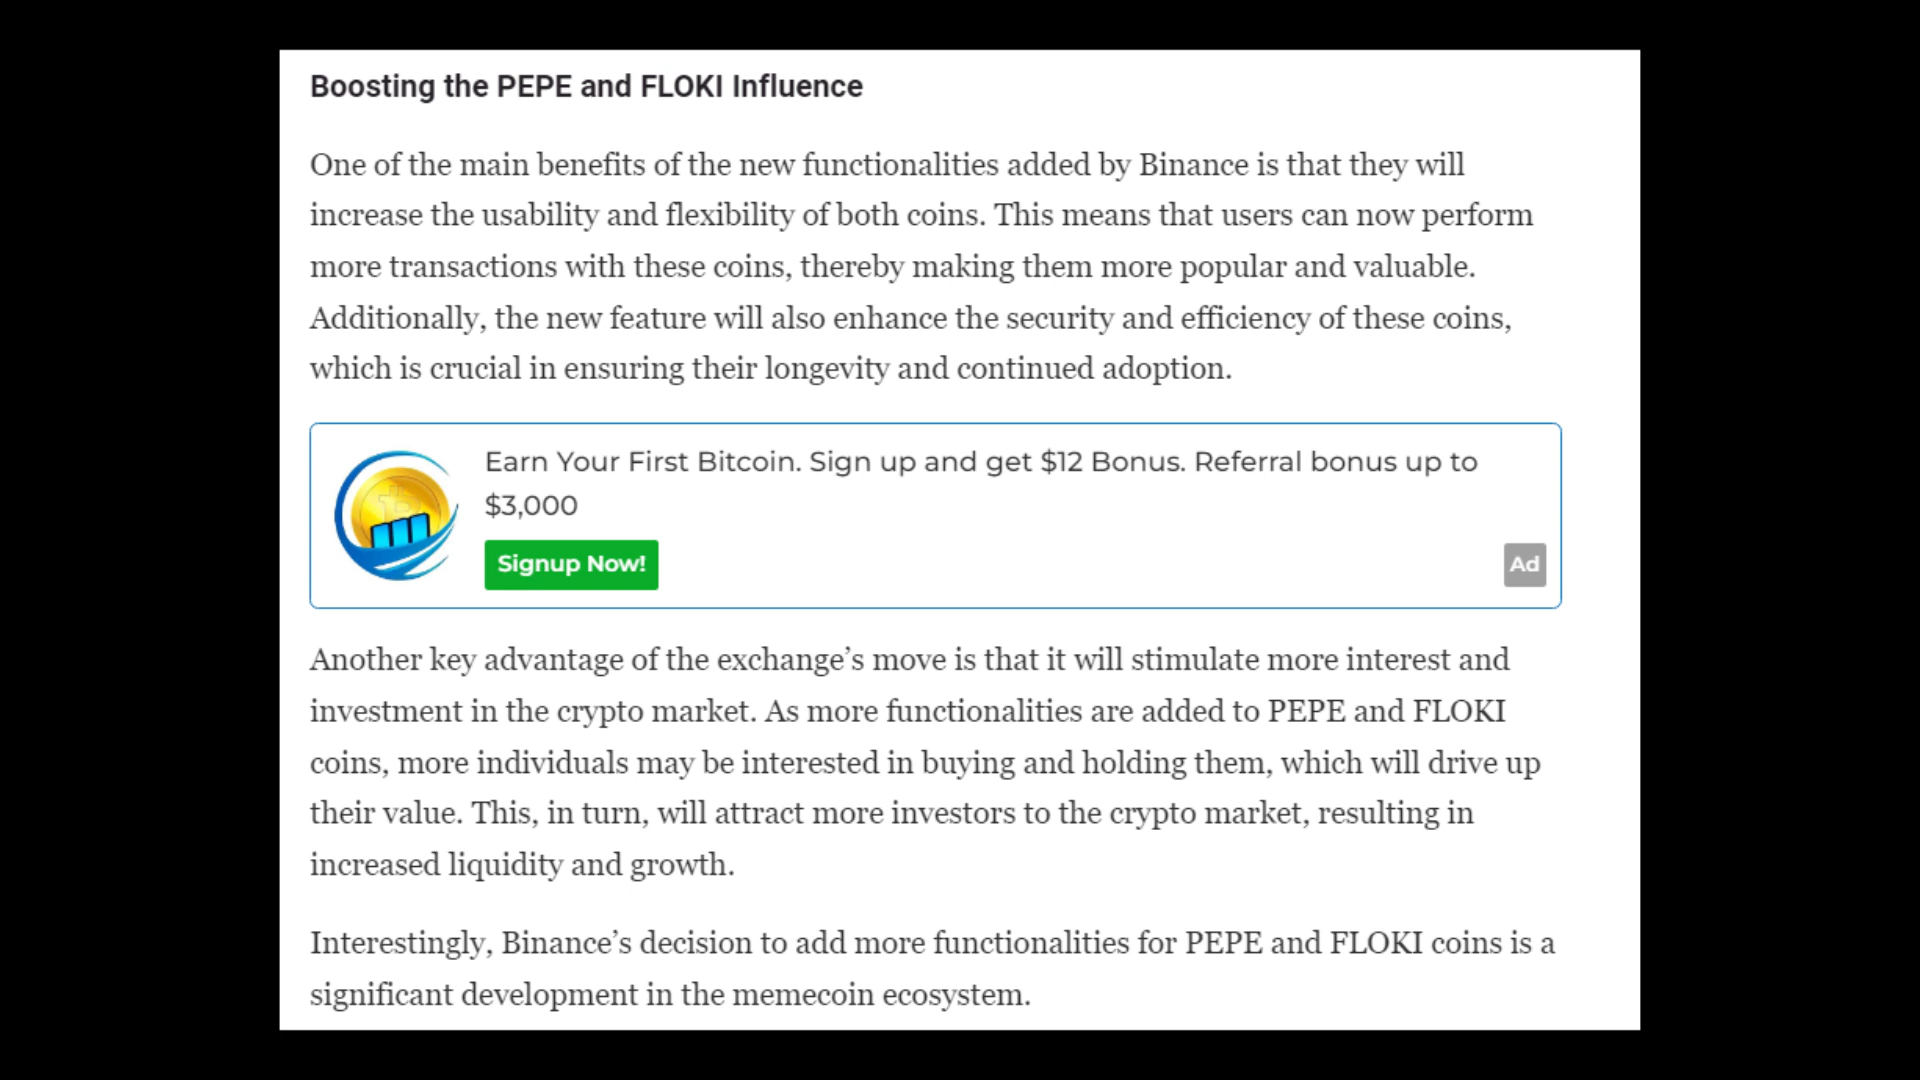 Boosting the PEPE and FLOKI Influence
One of the main benefits of the new functionalities added by Binance is that they will
increase the usability and flexibility of both coins. This means that users can now perform
more transactions with these coins, thereby making them more popular and valuable.
Additionally, the new feature will also enhance the security and efficiency of these coins,
which is crucial in ensuring their longevity and continued adoption.
Earn Your First Bitcoin. Sign up and get $12 Bonus. Referral bonus up to
$3,000
Signup Now!
Ad
Another key advantage of the exchange’s move is that it will stimulate more interest and
investment in the crypto market. As more functionalities are added to PEPE and FLOKI
coins, more individuals may be interested in buying and holding them, which will drive up
their value. This, in turn, will attract more investors to the crypto market, resulting in
increased liquidity and growth.
Interestingly, Binance’s decision to add more functionalities for PEPE and FLOKI coins is a
significant development in the memecoin ecosystem.